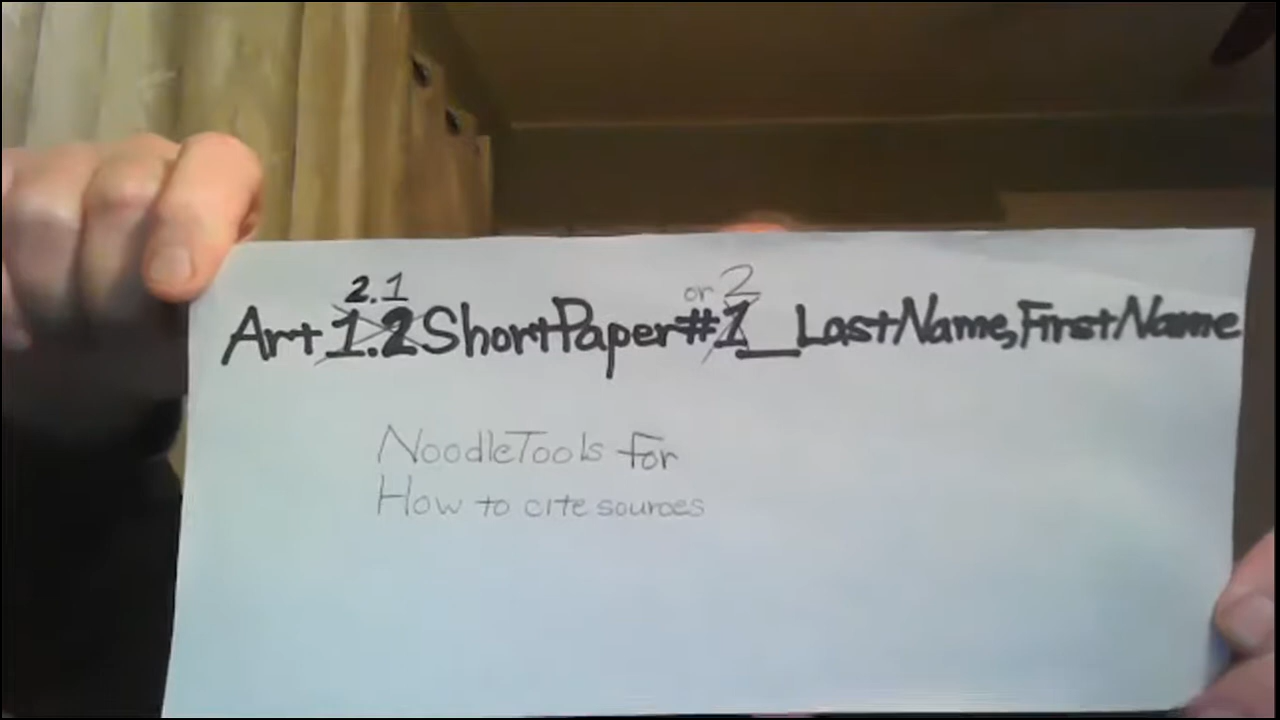 2.1
or 2
Art 1.2 ShortPaper#1_LastName,FirstName
NoodleTools for
How to cite sources